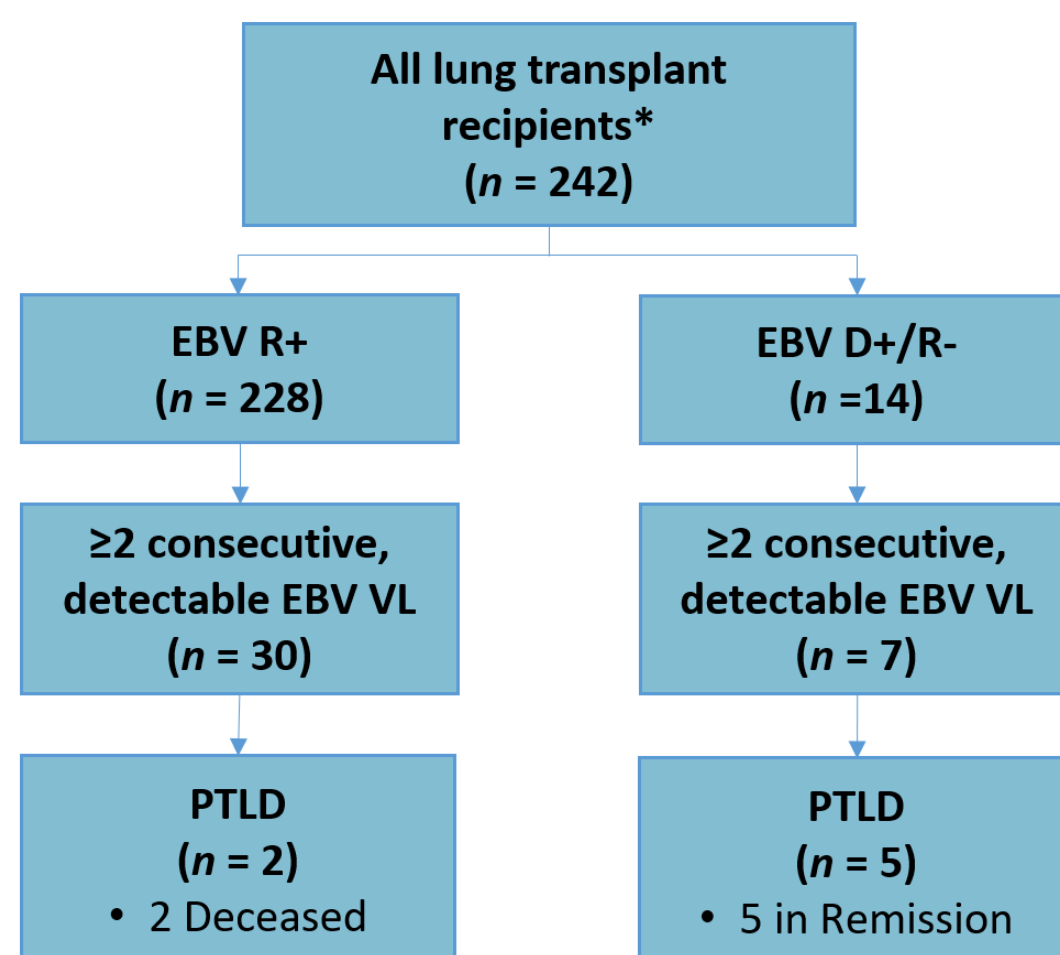 All lung transplant
recipients*
(n = 242)
EBV R+
(n = 228)
EBV D+/R-
(n =14)
≥2 consecutive,
detectable EBV VL
(n = 30)
≥2 consecutive,
detectable EBV VL
(n = 7)
PTLD
(n = 2)
• 2 Deceased
PTLD
(n = 5)
• 5 in Remission